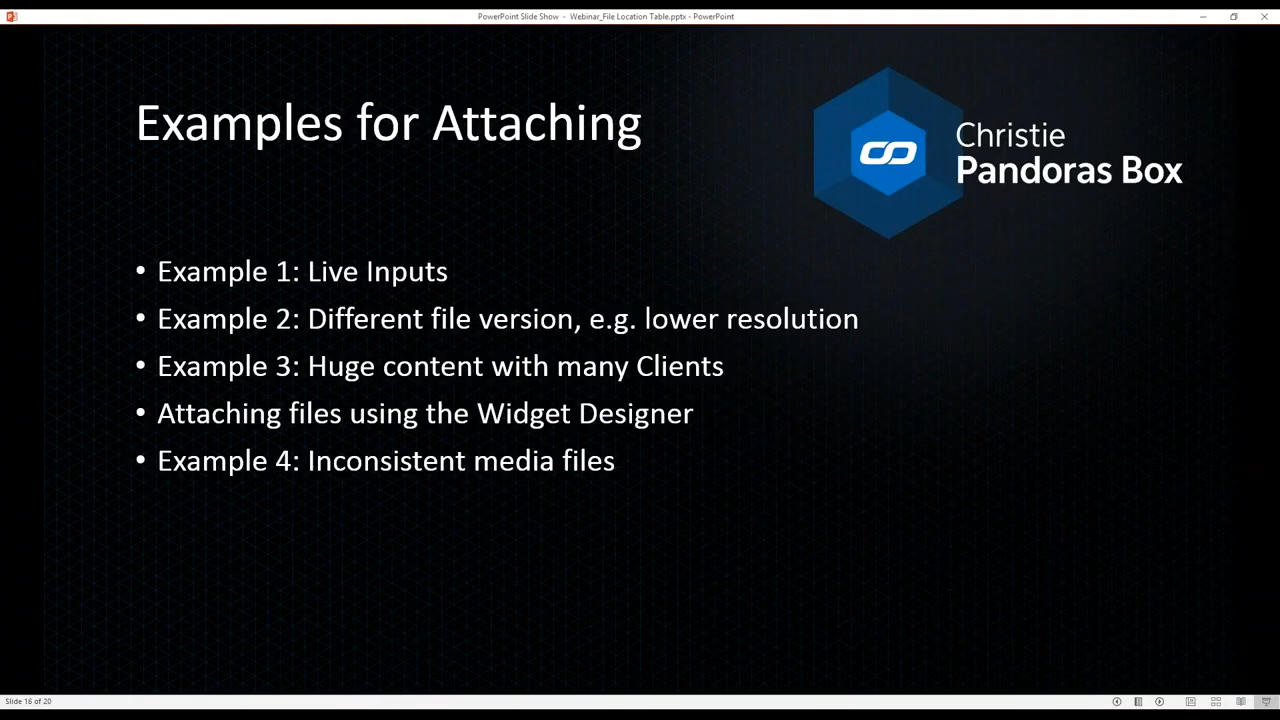 PowerPoint Slide Show - Webinar_File Location Table.pptx - PowerPoint
Examples for Attaching
Christie
Pandoras Box
• Example 1: Live Inputs
• Example 2: Different file version, e.g. lower resolution
• Example 3: Huge content with many Clients
• Attaching files using the Widget Designer
• Example 4: Inconsistent media files
Slide 16 of 20